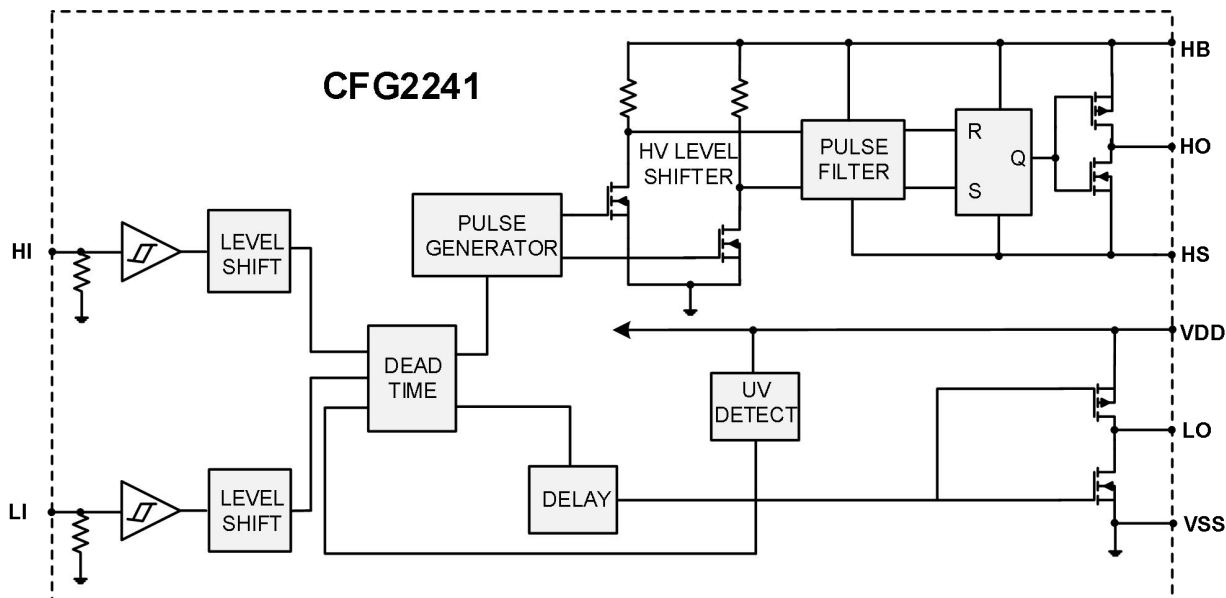 CFG2241
HB
HV LEVEL
SHIFTER
PULSE
FILTER
R
S
Q
HO
PULSE
GENERATOR
HI
LEVEL
SHIFT
HS
VDD
DEAD
TIME
UV
DETECT
LO
LI
LEVEL
SHIFT
DELAY
VSS